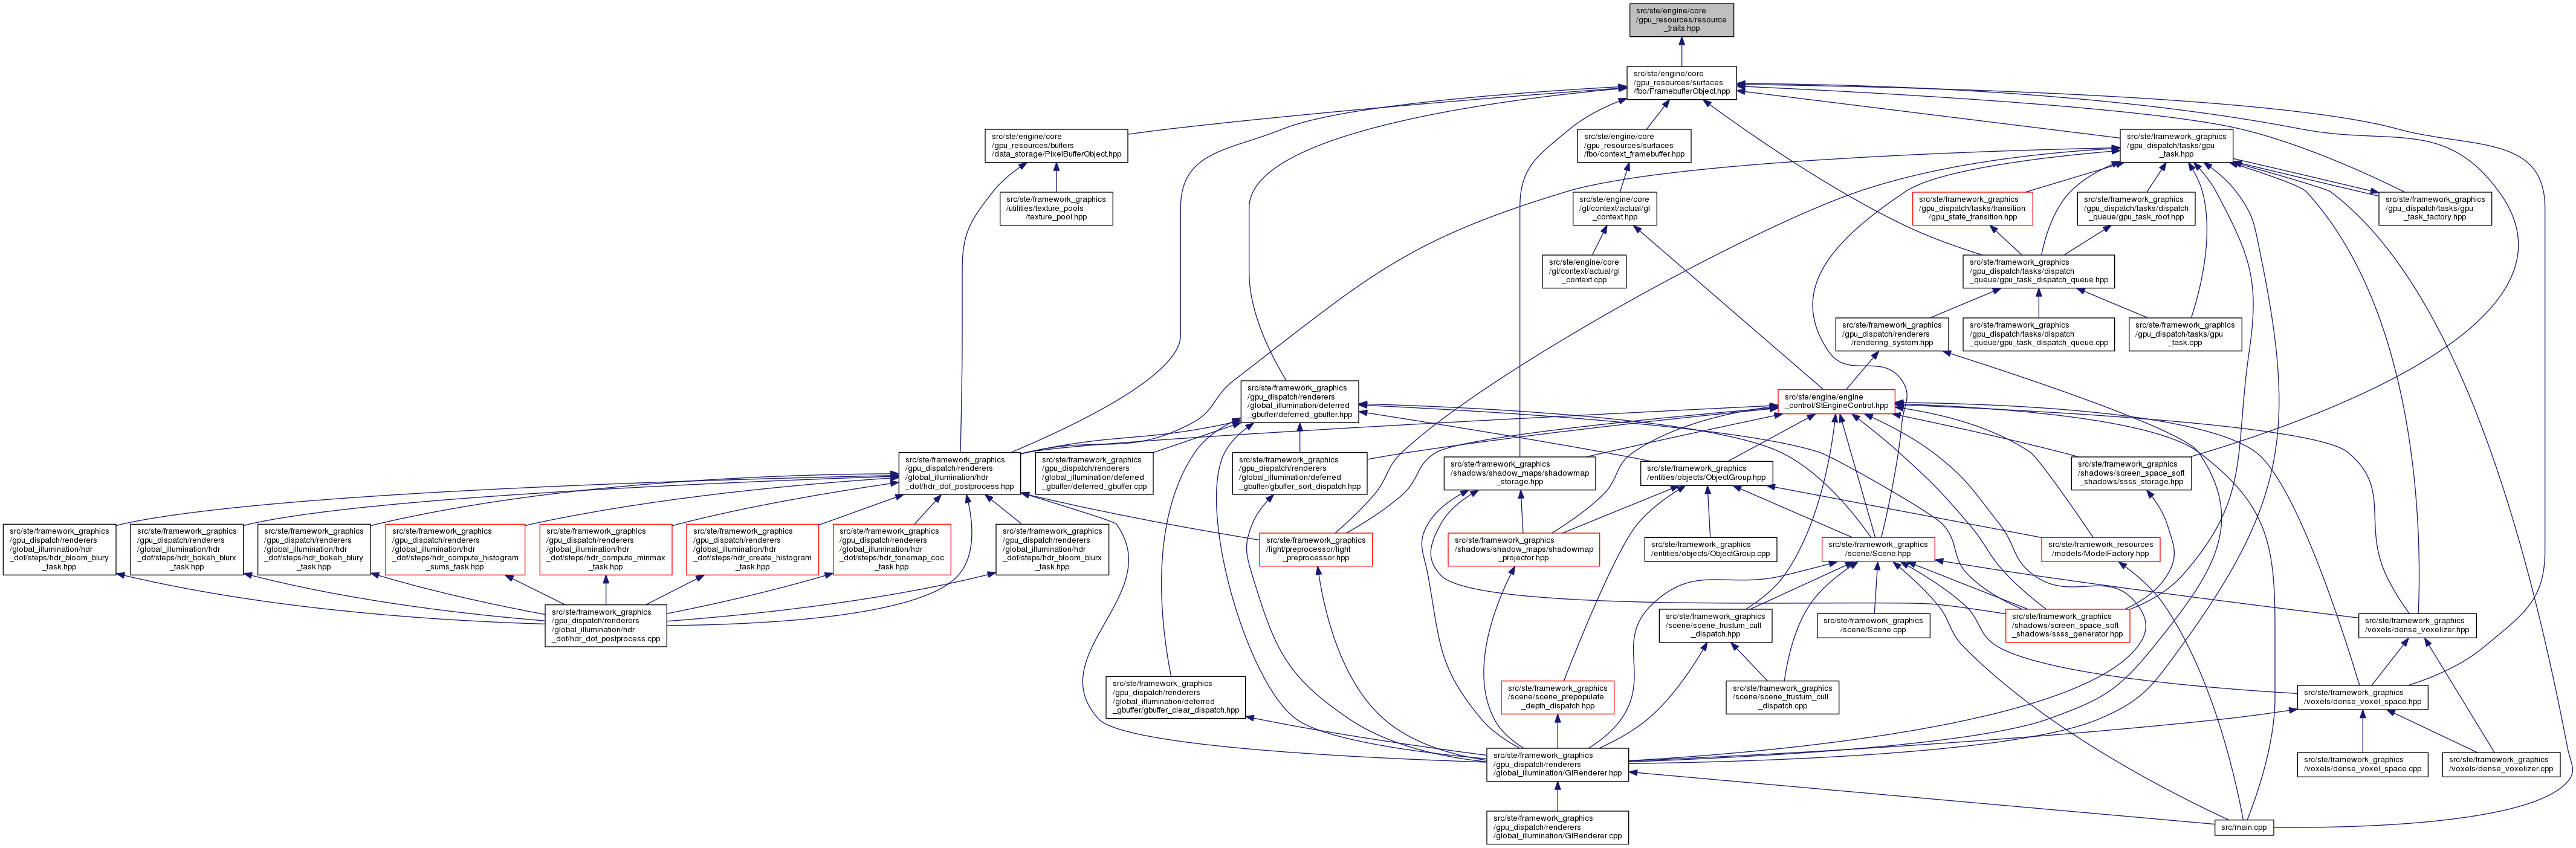 src/ste/engine/core
/gpu_resources/resource
_traits.hpp
src/ste/engine/core
/gpu_resources/surfaces
/fbo/FramebufferObject.hpp
src/ste/engine/core
/gpu_resources/buffers
/data_storage/PixelBufferObject.hpp
src/ste/engine/core
/gpu_resources/surfaces
/fbo/context_framebuffer.hpp
src/ste/framework_graphics
/gpu_dispatch/tasks/gpu
_task.hpp
src/ste/framework_graphics
/utilities/texture_pools
/texture_pool.hpp
src/ste/engine/core
/gl/context/actual/gl
_context.hpp
src/ste/framework_graphics
/gpu_dispatch/tasks/transition
/gpu_state_transition.hpp
src/ste/framework_graphics
/gpu_dispatch/tasks/dispatch
_queue/gpu_task_root.hpp
src/ste/framework_graphics
/gpu_dispatch/tasks/gpu
_task_factory.hpp
src/ste/engine/core
/gl/context/actual/gl
_context.cpp
src/ste/framework_graphics
/gpu_dispatch/tasks/dispatch
_queue/gpu_task_dispatch_queue.hpp
src/ste/framework_graphics
/gpu_dispatch/renderers
/rendering_system.hpp
src/ste/framework_graphics
/gpu_dispatch/tasks/dispatch
_queue/gpu_task_dispatch_queue.cpp
src/ste/framework_graphics
/gpu_dispatch/tasks/gpu
_task.cpp
src/ste/framework_graphics
/gpu_dispatch/renderers
/global_illumination/deferred
_gbuffer/deferred_gbuffer.hpp
src/ste/engine/engine
_control/StEngineControl.hpp
src/ste/framework_graphics
/gpu_dispatch/renderers
/global_illumination/hdr
_dof/hdr_dof_postprocess.hpp
src/ste/framework_graphics
/gpu_dispatch/renderers
/global_illumination/deferred
_gbuffer/deferred_gbuffer.cpp
src/ste/framework_graphics
/gpu_dispatch/renderers
/global_illumination/deferred
_gbuffer/gbuffer_sort_dispatch.hpp
src/ste/framework_graphics
/shadows/shadow_maps/shadowmap
_storage.hpp
src/ste/framework_graphics
/entities/objects/ObjectGroup.hpp
src/ste/framework_graphics
/shadows/screen_space_soft
_shadows/ssss_storage.hpp
src/ste/framework_graphics
/gpu_dispatch/renderers
/global_illumination/hdr
_dof/steps/hdr_bloom_blury
_task.hpp
src/ste/framework_graphics
/gpu_dispatch/renderers
/global_illumination/hdr
_dof/steps/hdr_bokeh_blurx
_task.hpp
src/ste/framework_graphics
/gpu_dispatch/renderers
/global_illumination/hdr
_dof/steps/hdr_bokeh_blury
_task.hpp
src/ste/framework_graphics
/gpu_dispatch/renderers
/global_illumination/hdr
_dof/steps/hdr_compute_histogram
_sums_task.hpp
src/ste/framework_graphics
/gpu_dispatch/renderers
/global_illumination/hdr
_dof/steps/hdr_compute_minmax
_task.hpp
src/ste/framework_graphics
/gpu_dispatch/renderers
/global_illumination/hdr
_dof/steps/hdr_create_histogram
_task.hpp
src/ste/framework_graphics
/gpu_dispatch/renderers
/global_illumination/hdr
_dof/steps/hdr_tonemap_coc
_task.hpp
src/ste/framework_graphics
/gpu_dispatch/renderers
/global_illumination/hdr
_dof/steps/hdr_bloom_blurx
_task.hpp
src/ste/framework_graphics
/light/preprocessor/light
_preprocessor.hpp
src/ste/framework_graphics
/shadows/shadow_maps/shadowmap
_projector.hpp
src/ste/framework_graphics
/entities/objects/ObjectGroup.cpp
src/ste/framework_graphics
/scene/Scene.hpp
src/ste/framework_resources
/models/ModelFactory.hpp
src/ste/framework_graphics
/gpu_dispatch/renderers
/global_illumination/hdr
_dof/hdr_dof_postprocess.cpp
src/ste/framework_graphics
/scene/scene_frustum_cull
_dispatch.hpp
src/ste/framework_graphics
/scene/Scene.cpp
src/ste/framework_graphics
/shadows/screen_space_soft
_shadows/ssss_generator.hpp
src/ste/framework_graphics
/voxels/dense_voxelizer.hpp
src/ste/framework_graphics
/gpu_dispatch/renderers
/global_illumination/deferred
_gbuffer/gbuffer_clear_dispatch.hpp
src/ste/framework_graphics
/scene/scene_prepopulate
_depth_dispatch.hpp
src/ste/framework_graphics
/scene/scene_frustum_cull
_dispatch.cpp
src/ste/framework_graphics
/voxels/dense_voxel_space.hpp
src/ste/framework_graphics
/gpu_dispatch/renderers
/global_illumination/GIRenderer.hpp
src/ste/framework_graphics
/voxels/dense_voxel_space.cpp
src/ste/framework_graphics
/voxels/dense_voxelizer.cpp
src/ste/framework_graphics
/gpu_dispatch/renderers
/global_illumination/GIRenderer.cpp
src/main.cpp